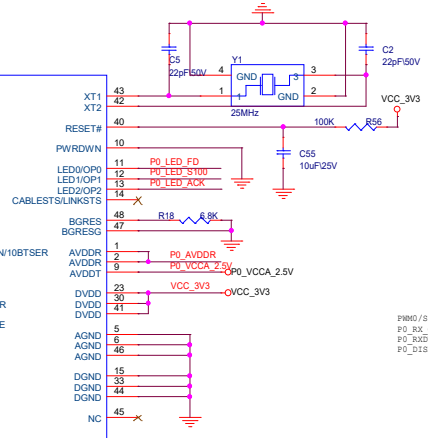 C5
22pF\50V
Y1
4
GND
3
3
1
1
GND
2
25MHz
C2
22pF\50V
XT1
43
XT2
42
VCC_3V3
RESET#
40
100K
R56
C55
10uF\25V
PWRDWN
10
LED0/OP0
11
P0_LED_FD
LED1/OP1
12
P0_LED_S100
LED2/OP2
13
P0_LED_ACK
CABLESTS/LINKSTS
14
BGRES
48
R18
6.8K
BGRESG
47
N/10BTSER
AVDDR
1
AVDDR
2
P0_AVDDR
AVDDT
9
P0_VCCA_2.5V
P0_VCCA_2.5V
DVDD
23
VCC_3V3
VCC_3V3
DVDD
30
DVDD
41
R
E
AGND
5
AGND
6
AGND
46
DGND
15
DGND
33
DGND
44
NC
45
PWM0/S
P0_RX_
P0_RXD
P0_DIS